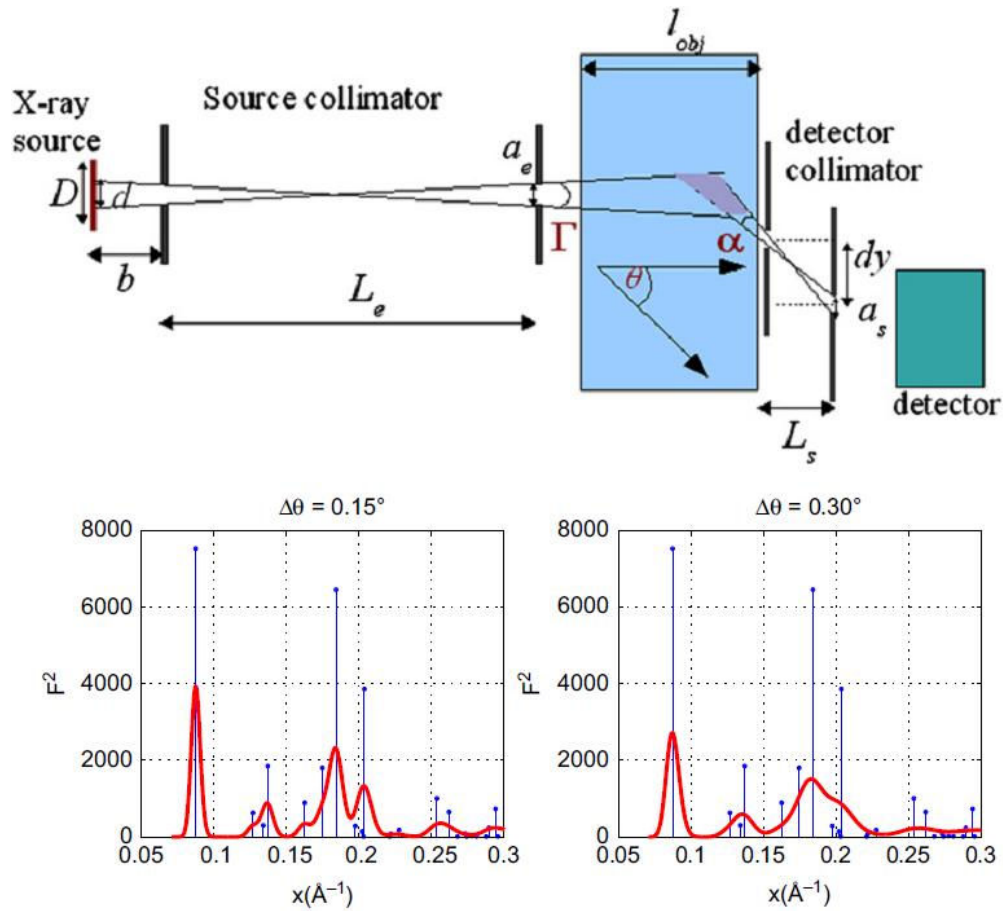 l_obj
X-ray
source
Source collimator
detector
collimator
a_e
D
d
Γ
α
dy
θ
b
L_e
a_s
L_s
detector
Δθ = 0.15°
8000
6000
4000
2000
0
F²
0.05 0.1 0.15 0.2 0.25 0.3
x(Å⁻¹)
Δθ = 0.30°
8000
6000
4000
2000
0
F²
0.05 0.1 0.15 0.2 0.25 0.3
x(Å⁻¹)